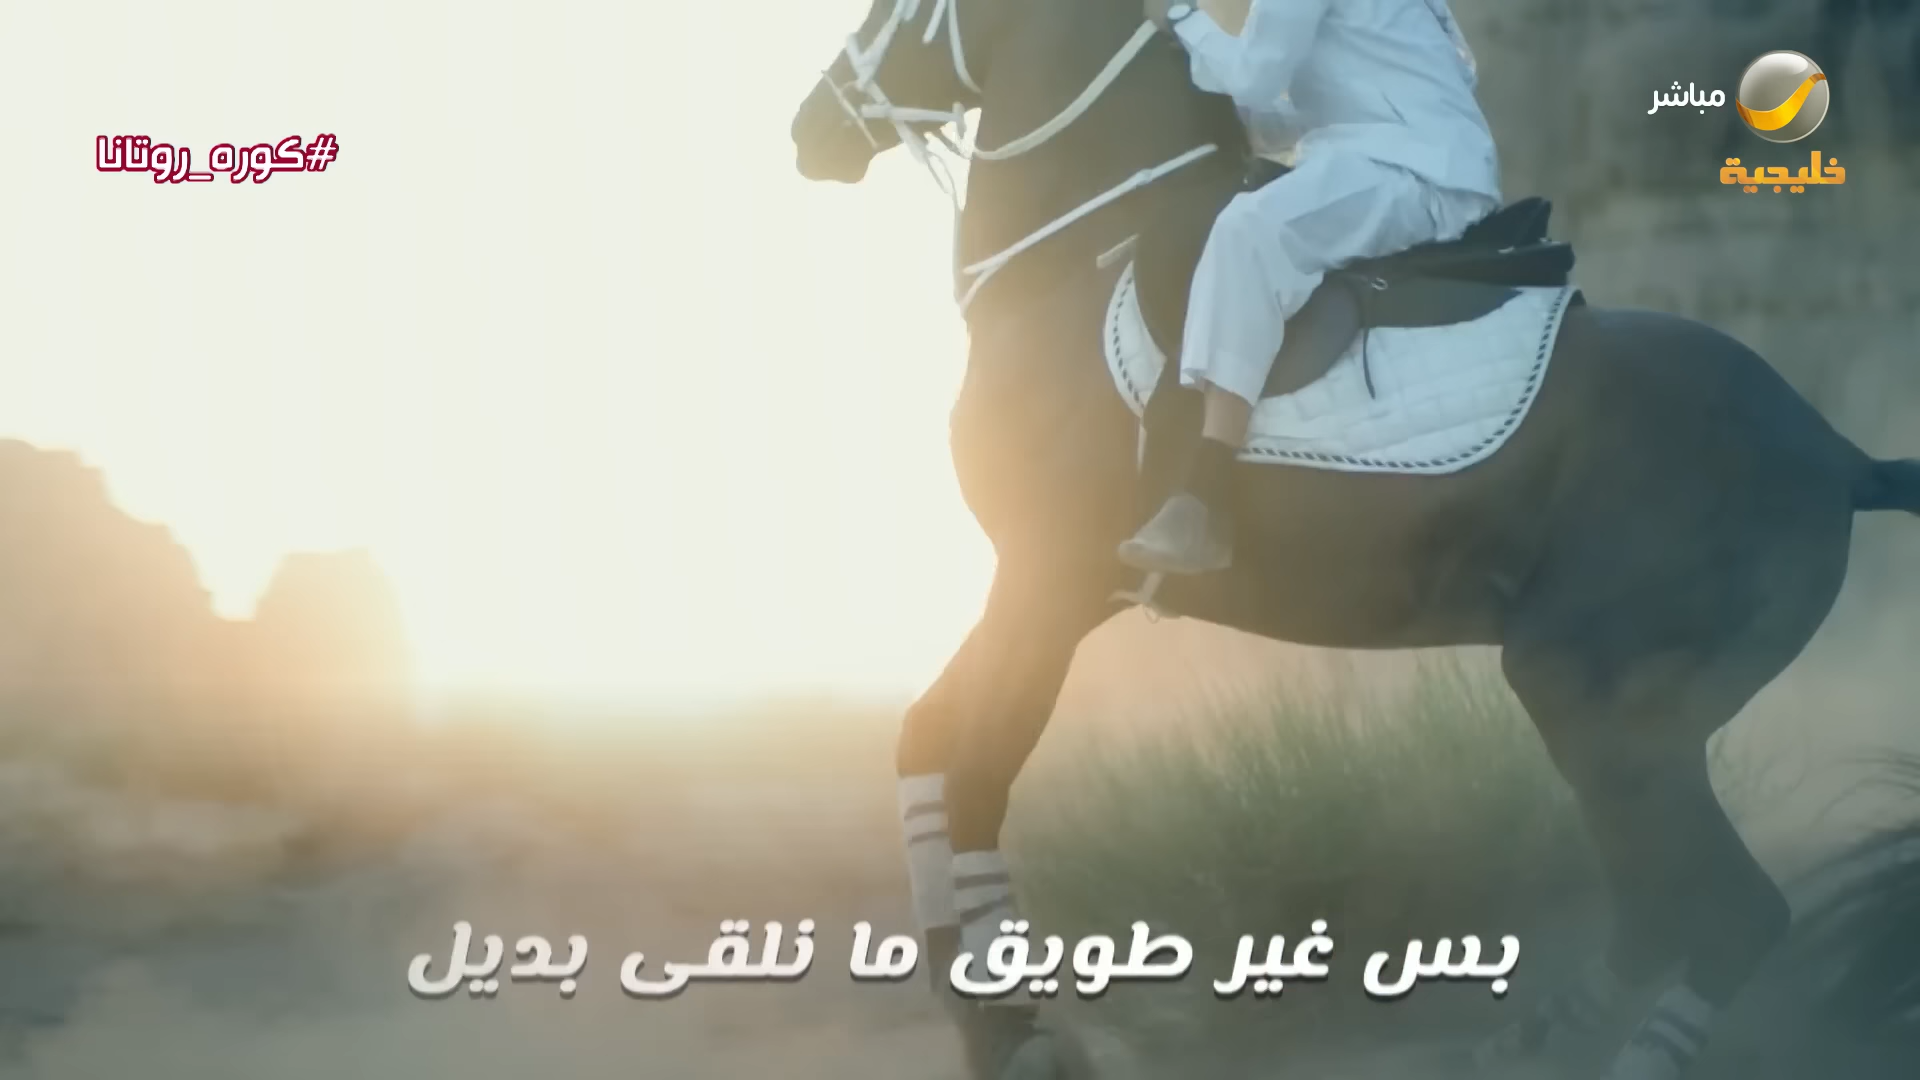 مباشر
خليجية
#كوره_روتانا
بس غير طويق ما نلقى بديل